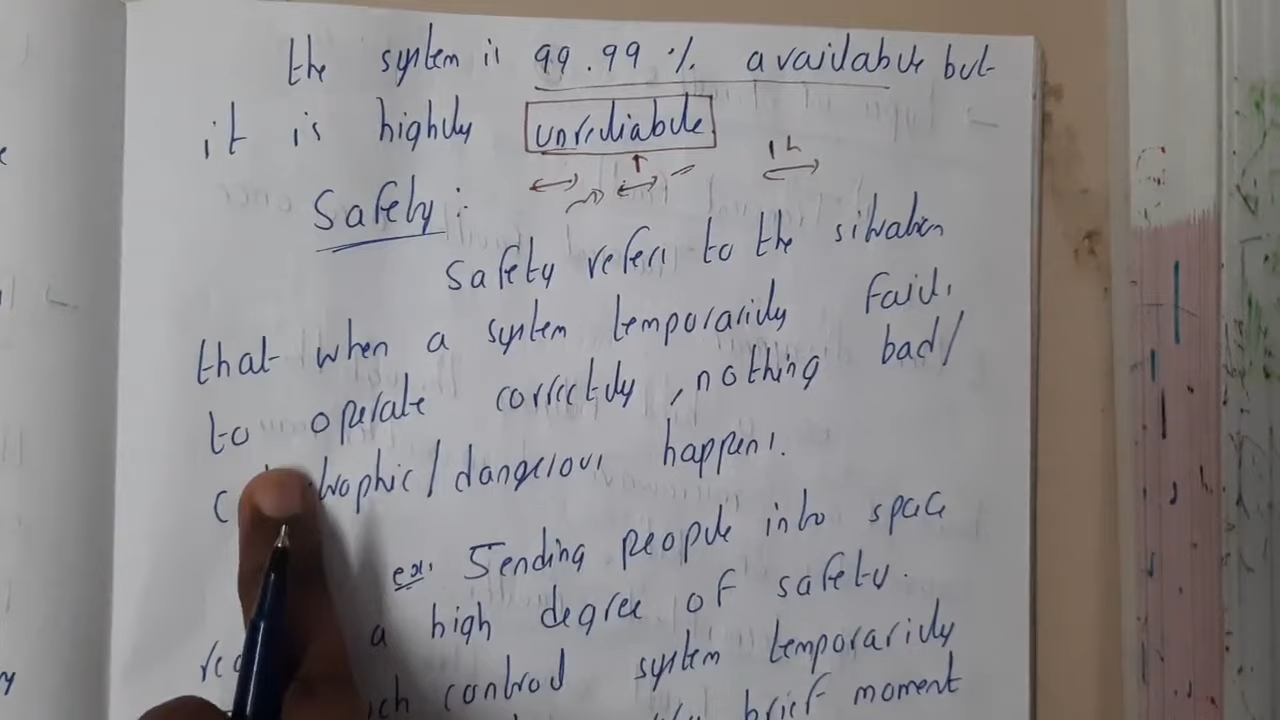 the system is 99.99 % available but
it is highly unreliable
1h
Safety :
Safety refers to the situation
that when a system temporarily fails
to operate correctly, nothing bad/
/dangerous happens.
ex: Sending people into space
a high degree of safety.
control system temporarily
brief moment